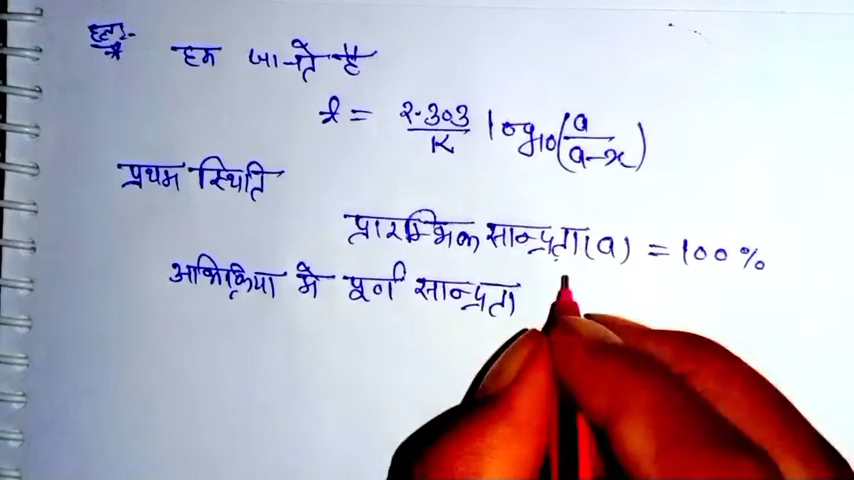 हल:-
हम जानते है
t = 2.303/K log10(a/a-x)
प्रथम स्थिति
प्रारम्भिक सान्द्रता(a) = 100%
अभिक्रिया मे पूर्ण सान्द्रता